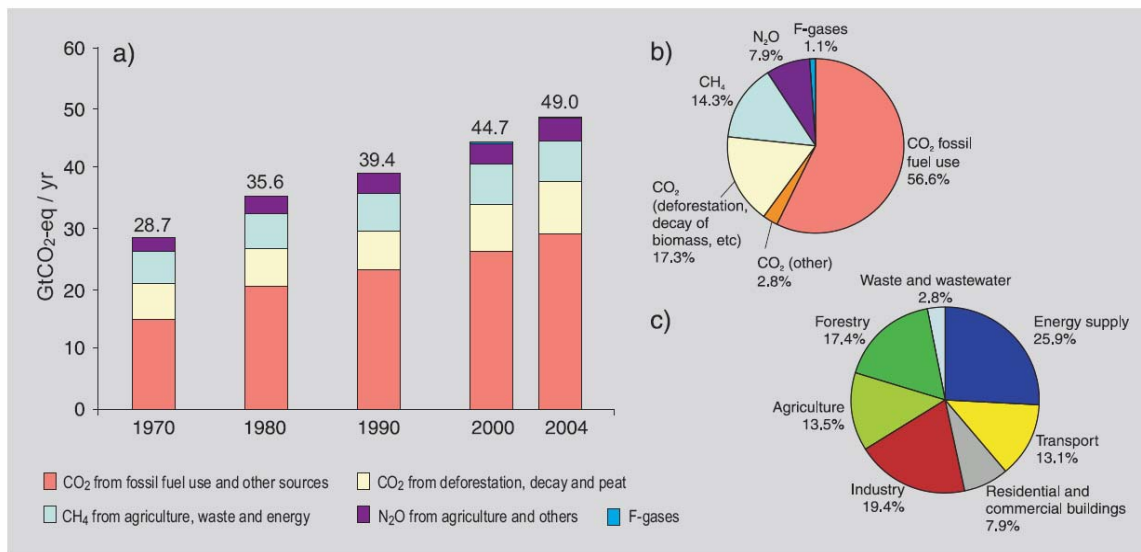 a)
60
50
40
30
20
10
0
GtCO₂-eq / yr
28.7
35.6
39.4
44.7
49.0
1970
1980
1990
2000
2004
CO₂ from fossil fuel use and other sources
CO₂ from deforestation, decay and peat
CH₄ from agriculture, waste and energy
N₂O from agriculture and others
F-gases
b)
F-gases
1.1%
N₂O
7.9%
CH₄
14.3%
CO₂ fossil
fuel use
56.6%
CO₂
(deforestation,
decay of
biomass, etc)
17.3%
CO₂ (other)
2.8%
c)
Waste and wastewater
2.8%
Forestry
17.4%
Energy supply
25.9%
Agriculture
13.5%
Transport
13.1%
Industry
19.4%
Residential and
commercial buildings
7.9%